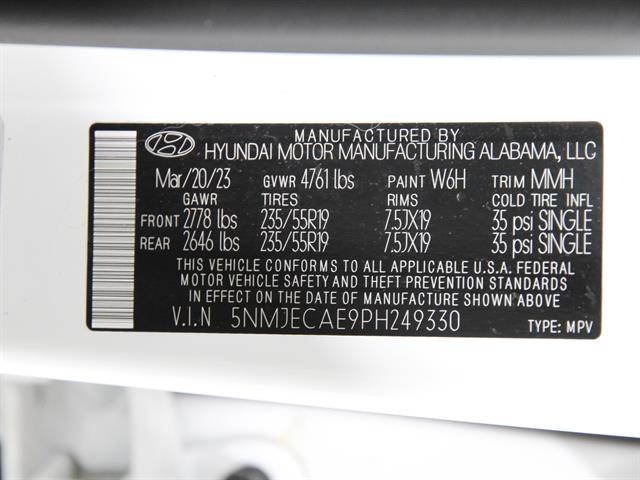 MANUFACTURED BY
HYUNDAI MOTOR MANUFACTURING ALABAMA, LLC
Mar/20/23 GVWR 4761 lbs PAINT W6H TRIM MMH
GAWR TIRES RIMS COLD TIRE INFL
FRONT 2778 lbs 235/55R19 7.5JX19 35 psi SINGLE
REAR 2646 lbs 235/55R19 7.5JX19 35 psi SINGLE
THIS VEHICLE CONFORMS TO ALL APPLICABLE U.S.A. FEDERAL
MOTOR VEHICLE SAFETY AND THEFT PREVENTION STANDARDS
IN EFFECT ON THE DATE OF MANUFACTURE SHOWN ABOVE
V.I.N 5NMJECAE9PH249330 TYPE: MPV